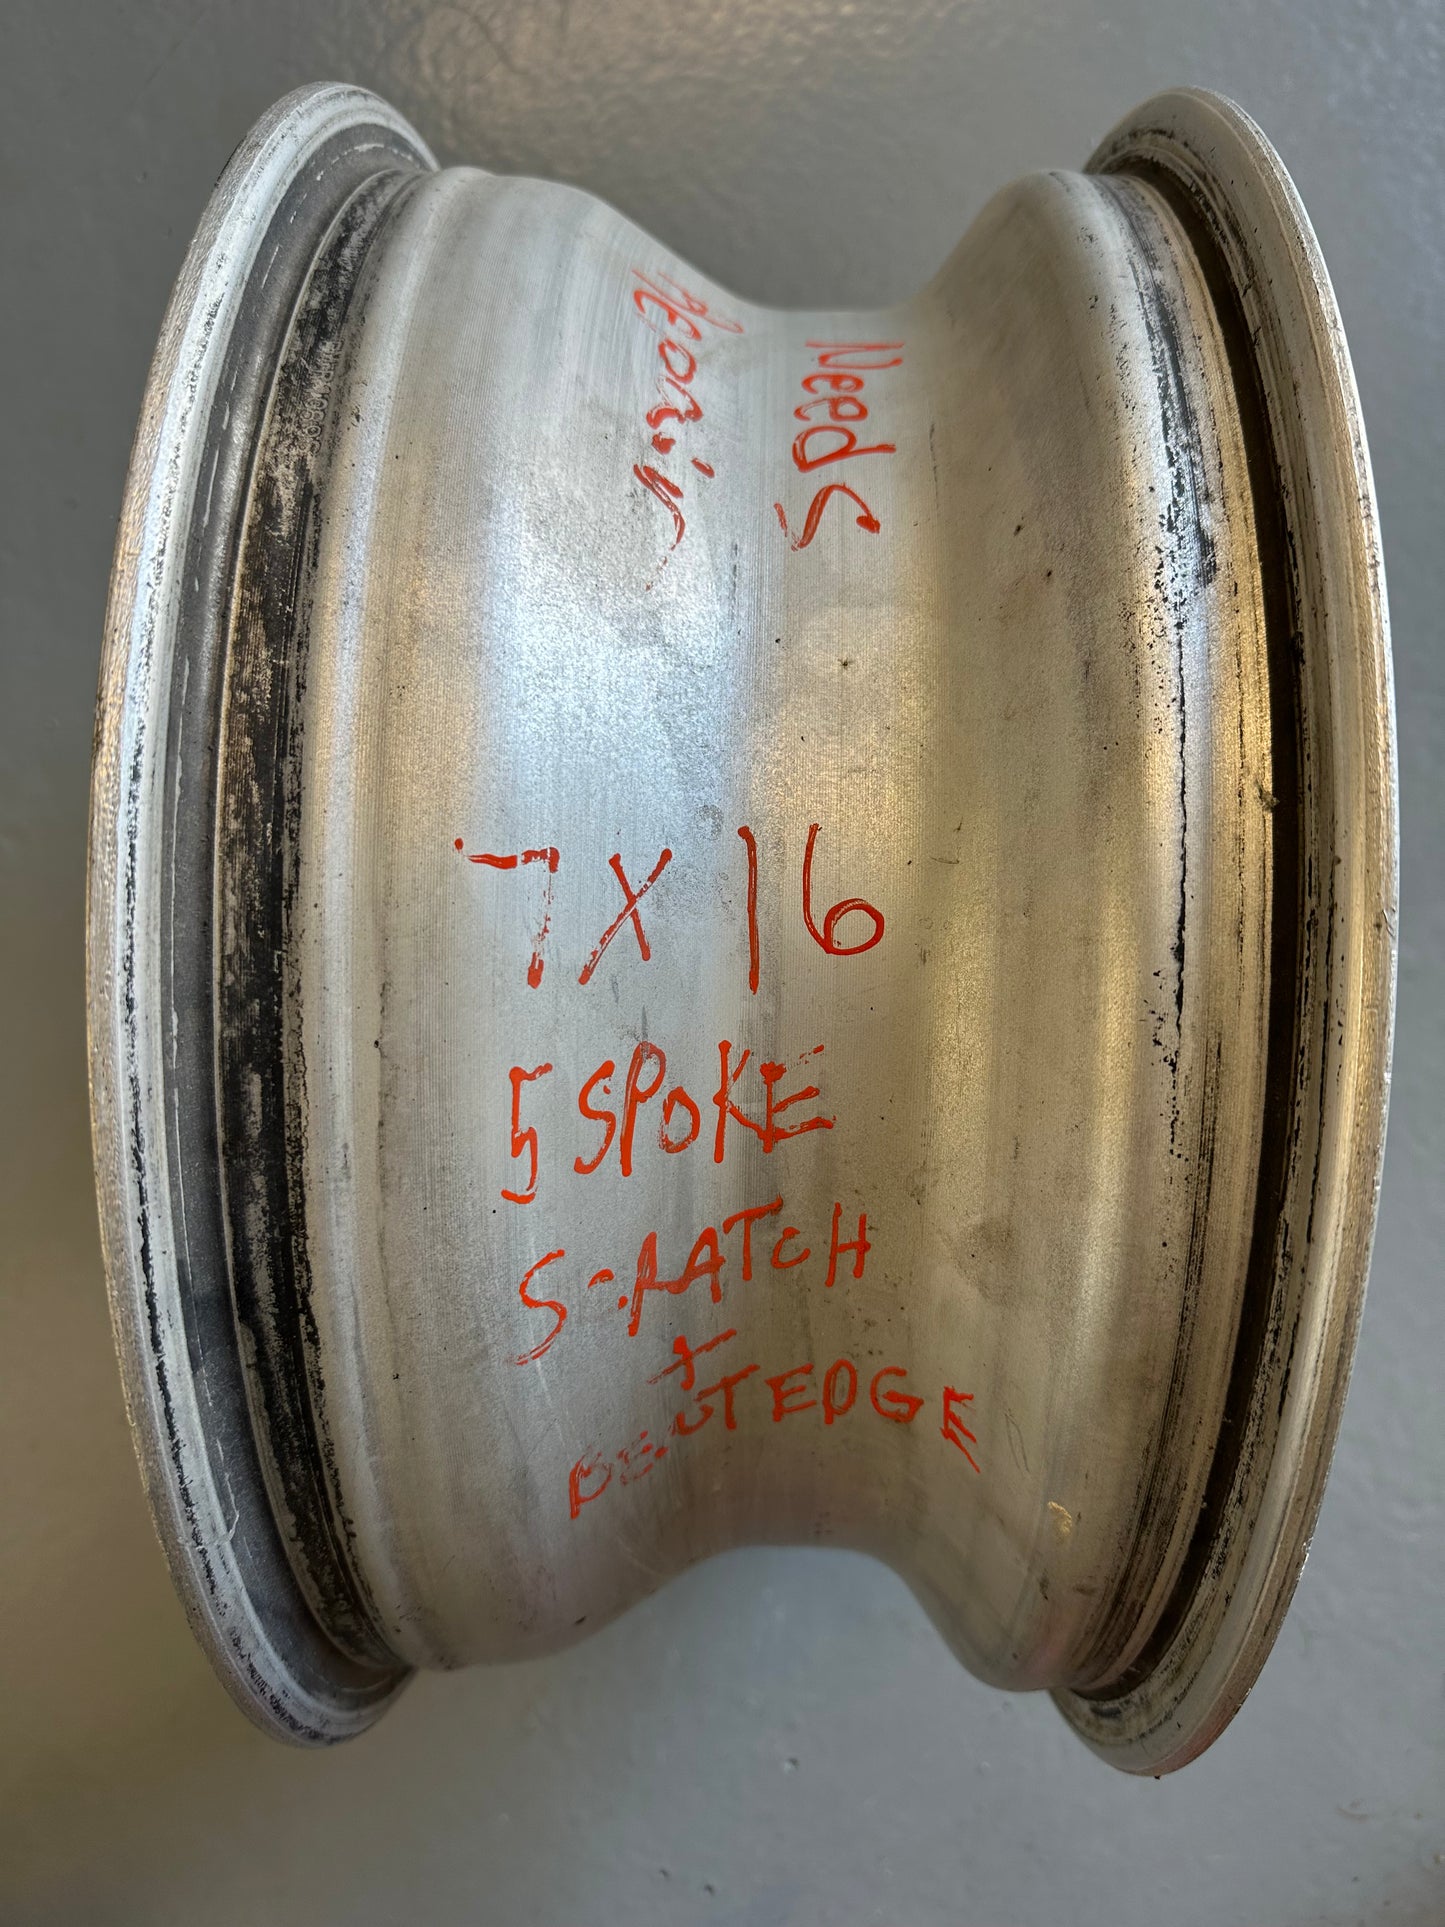 Needs
Repair
7X16
5 SPOKE
SCRATCH
+
BENT EDGE